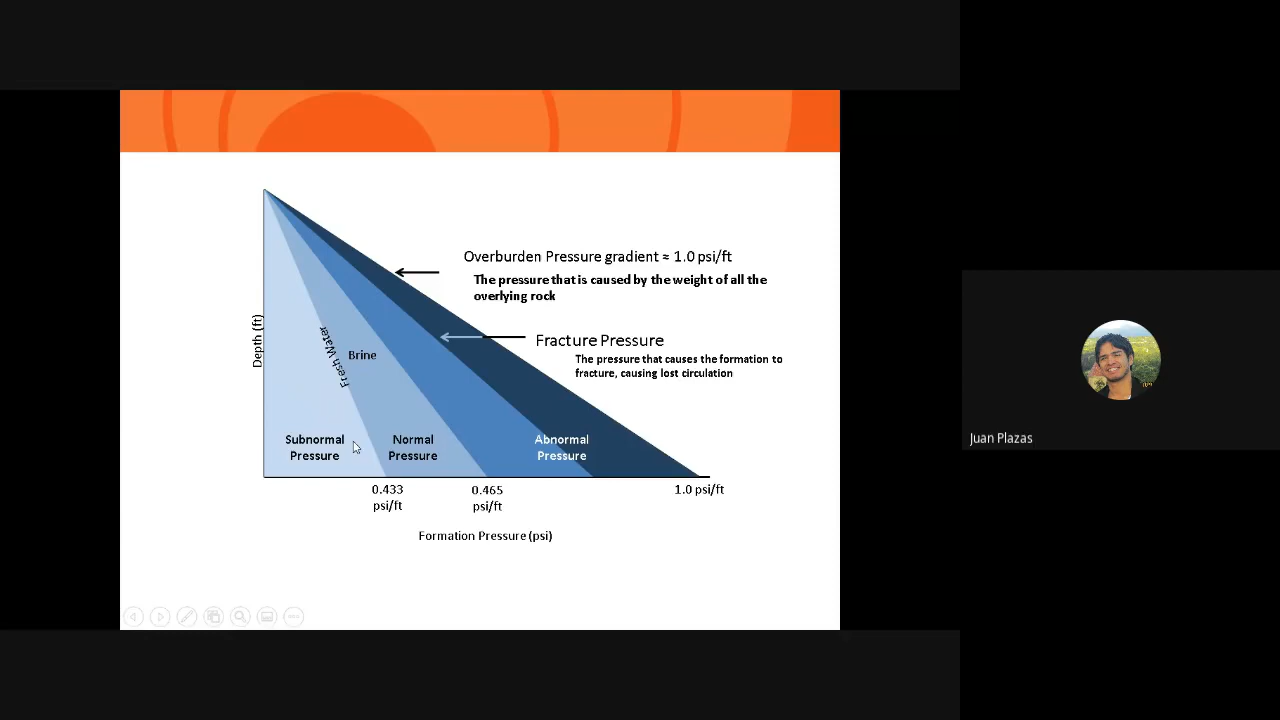 Overburden Pressure gradient ≈ 1.0 psi/ft
The pressure that is caused by the weight of all the
overlying rock
Fracture Pressure
The pressure that causes the formation to
fracture, causing lost circulation
Depth (ft)
Fresh Water
Brine
Subnormal
Pressure
Normal
Pressure
Abnormal
Pressure
0.433
psi/ft
0.465
psi/ft
1.0 psi/ft
Formation Pressure (psi)
Juan Plazas